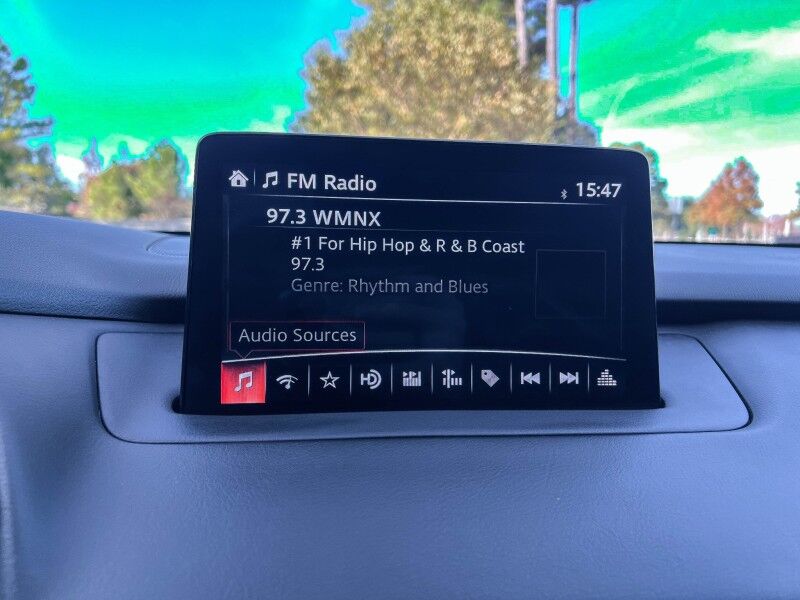 FM Radio
15:47
97.3 WMNX
#1 For Hip Hop & R & B Coast
97.3
Genre: Rhythm and Blues
Audio Sources
HD